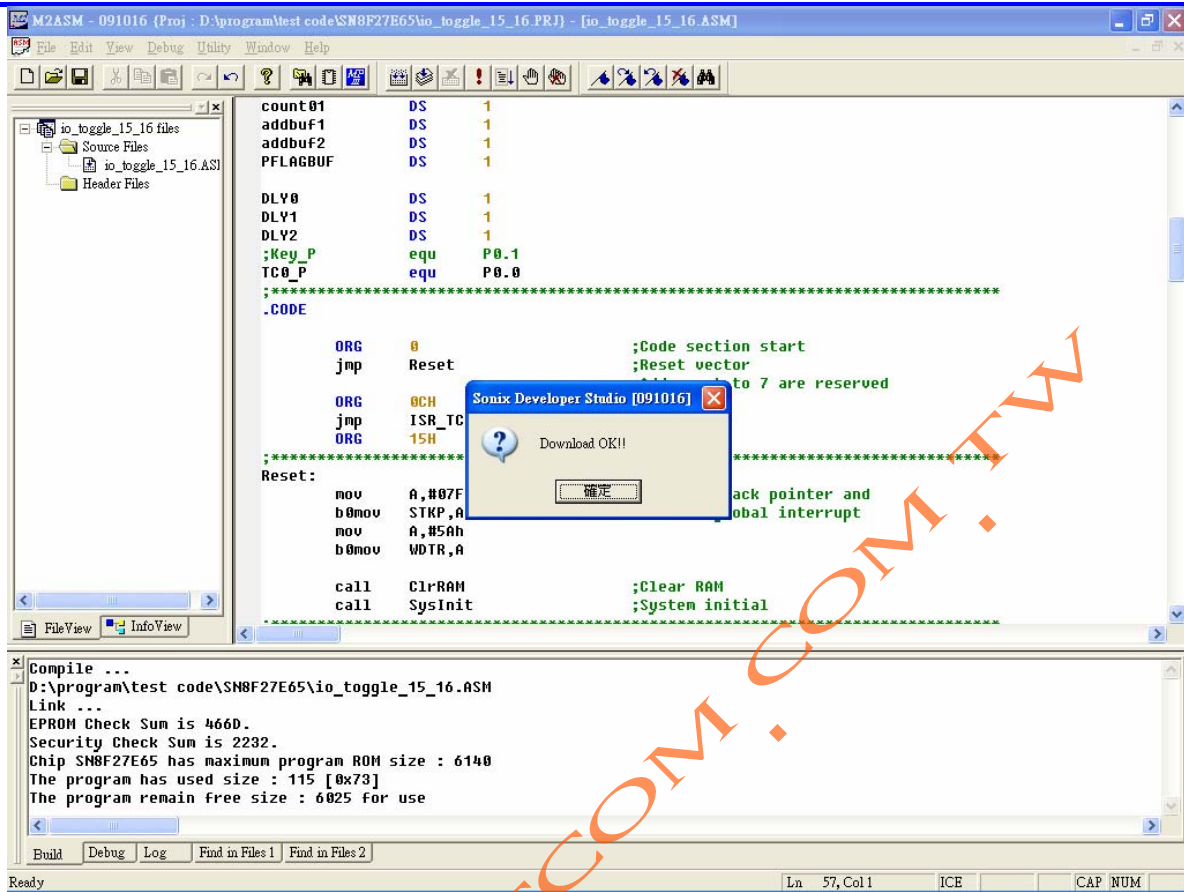 M2ASM - 091016 {Proj : D:\program\test code\SN8F27E65\io_toggle_15_16.PRJ} - [io_toggle_15_16.ASM]
File Edit View Debug Utility Window Help
io_toggle_15_16 files
Source Files
io_toggle_15_16.ASM
Header Files
FileView InfoView
count01 DS 1
addbuf1 DS 1
addbuf2 DS 1
PFLAGBUF DS 1
DLY0 DS 1
DLY1 DS 1
DLY2 DS 1
;Key_P equ P0.1
TC0_P equ P0.0
.CODE
ORG 0 ;Code section start
jmp Reset ;Reset vector
to 7 are reserved
ORG 0CH
jmp ISR_TC
ORG 15H
Reset:
mov A,#07F ack pointer and
b0mov STKP,A obal interrupt
mov A,#5Ah
b0mov WDTR,A
call ClrRAM ;Clear RAM
call SysInit ;System initial
Sonix Developer Studio [091016]
Download OK!!
確定
Compile ...
D:\program\test code\SN8F27E65\io_toggle_15_16.ASM
Link ...
EPROM Check Sum is 466D.
Security Check Sum is 2232.
Chip SN8F27E65 has maximum program ROM size : 6140
The program has used size : 115 [0x73]
The program remain free size : 6025 for use
Build Debug Log Find in Files 1 Find in Files 2
Ready Ln 57, Col 1 ICE CAP NUM
.COM.TW